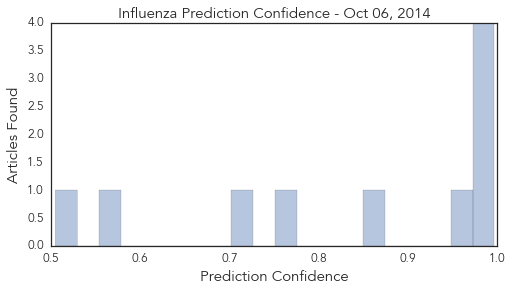 Influenza Prediction Confidence - Oct 06, 2014
4.0
3.5
3.0
2.5
2.0
1.5
1.0
0.5
0.0
Articles Found
0.5 0.6 0.7 0.8 0.9 1.0
Prediction Confidence